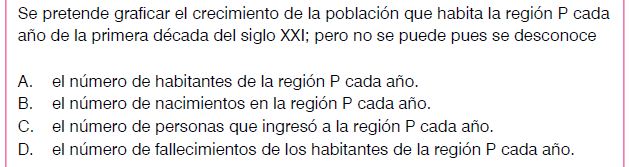 Se pretende graficar el crecimiento de la población que habita la región P cada
año de la primera década del siglo XXI; pero no se puede pues se desconoce
A. el número de habitantes de la región P cada año.
B. el número de nacimientos en la región P cada año.
C. el número de personas que ingresó a la región P cada año.
D. el número de fallecimientos de los habitantes de la región P cada año.